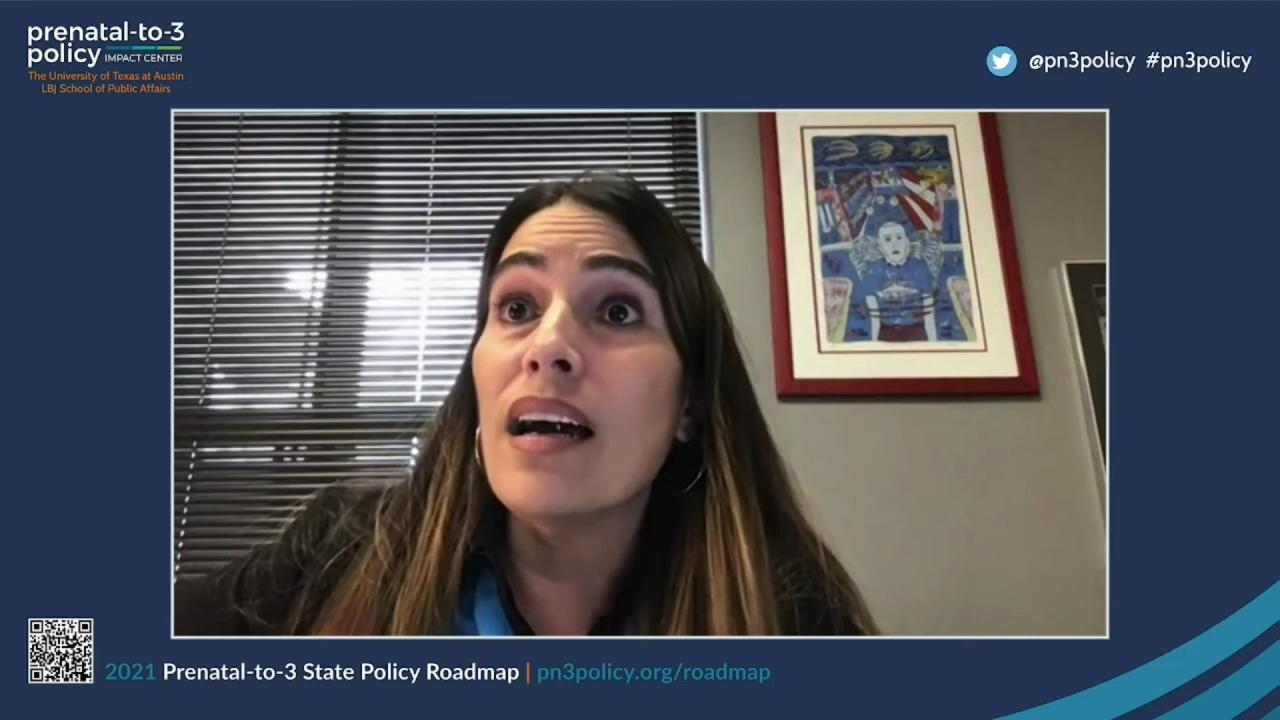 prenatal-to-3
policy IMPACT CENTER
The University of Texas at Austin
LBJ School of Public Affairs
@pn3policy #pn3policy
2021 Prenatal-to-3 State Policy Roadmap | pn3policy.org/roadmap